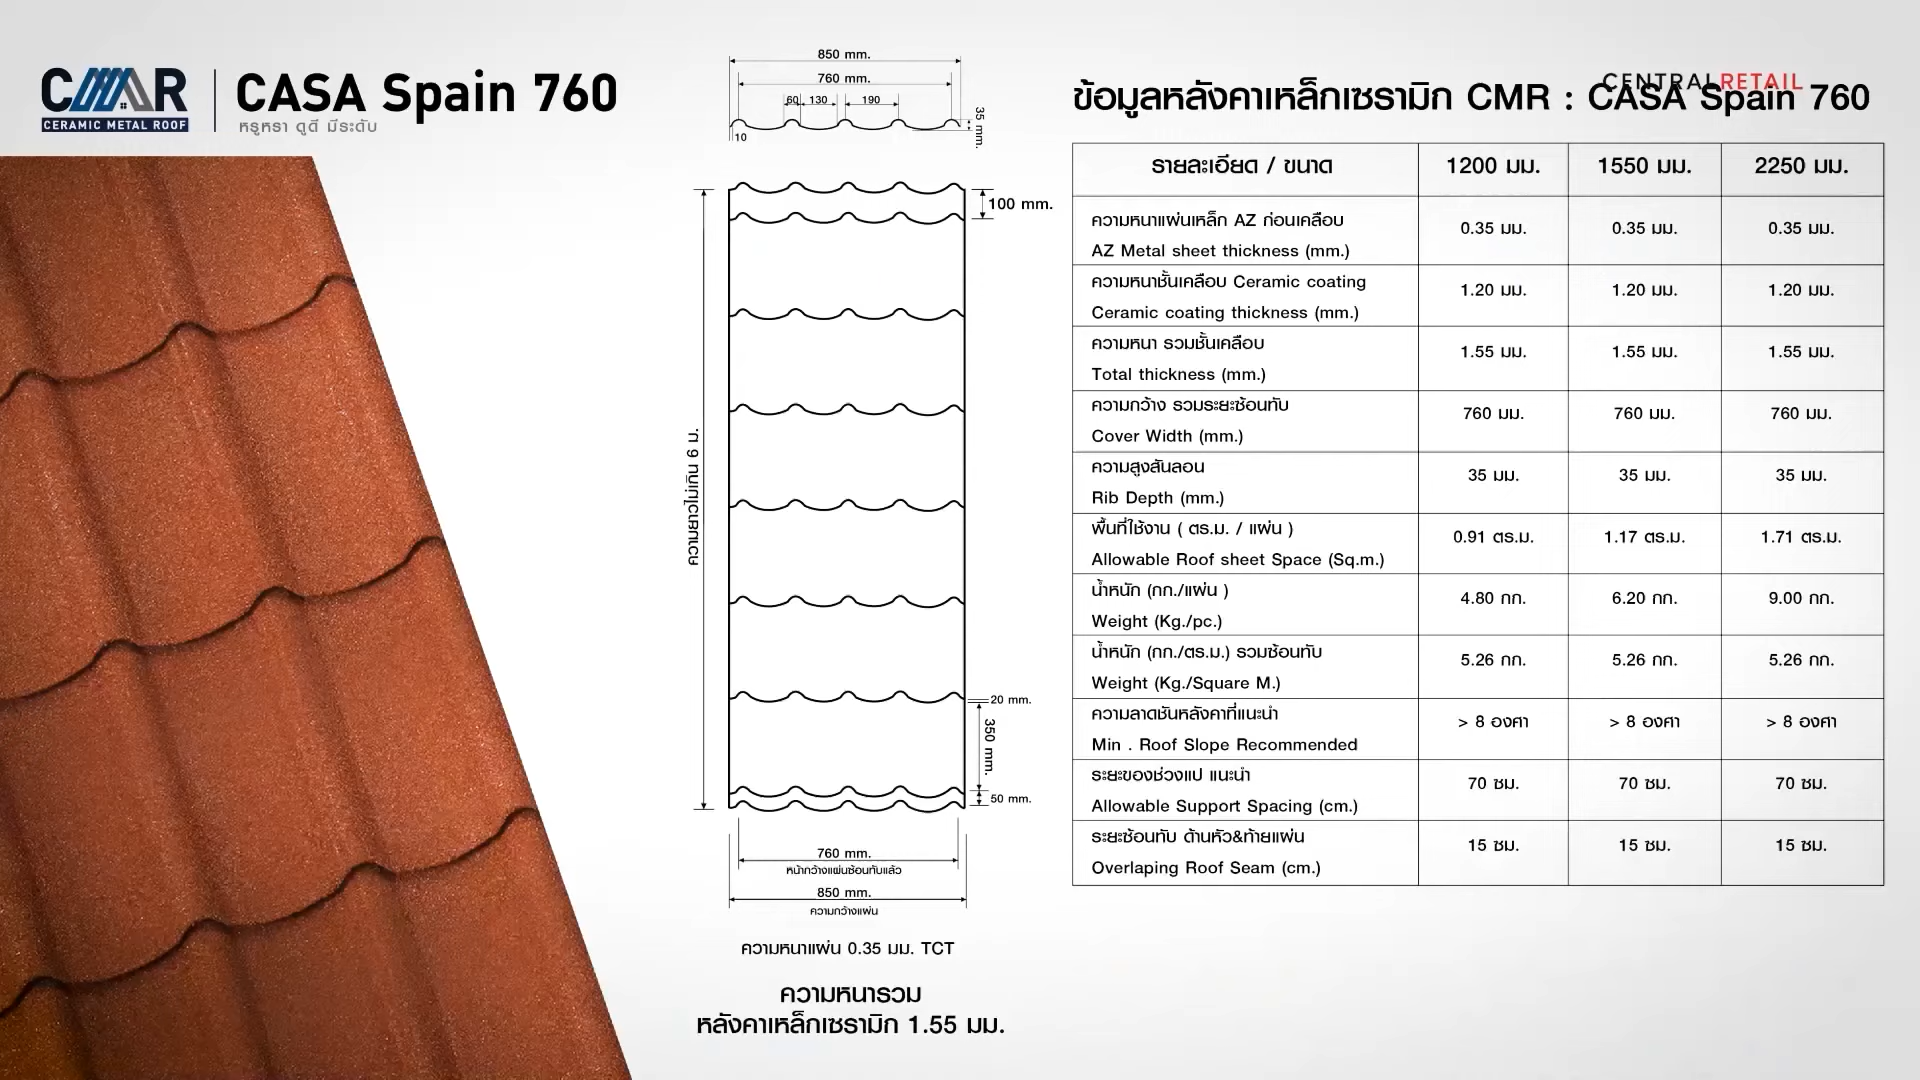 CMAR
CERAMIC METAL ROOF
CASA Spain 760
หรูหรา ดูดี มีระดับ
850 mm.
760 mm.
60
130
190
10
35 mm.
100 mm.
ความยาวไม่เกิน 6 ม.
20 mm.
350 mm.
50 mm.
760 mm.
หน้ากว้างแผ่นซ้อนทับแล้ว
850 mm.
ความกว้างแผ่น
ความหนาแผ่น 0.35 มม. TCT
ความหนารวม
หลังคาเหล็กเซรามิก 1.55 มม.
CENTRAL RETAIL
ข้อมูลหลังคาเหล็กเซรามิก CMR : CASA Spain 760
รายละเอียด / ขนาด 1200 มม. 1550 มม. 2250 มม.
ความหนาแผ่นเหล็ก AZ ก่อนเคลือบ
AZ Metal sheet thickness (mm.)
0.35 มม. 0.35 มม. 0.35 มม.
ความหนาชั้นเคลือบ Ceramic coating
Ceramic coating thickness (mm.)
1.20 มม. 1.20 มม. 1.20 มม.
ความหนา รวมชั้นเคลือบ
Total thickness (mm.)
1.55 มม. 1.55 มม. 1.55 มม.
ความกว้าง รวมระยะซ้อนทับ
Cover Width (mm.)
760 มม. 760 มม. 760 มม.
ความสูงสันลอน
Rib Depth (mm.)
35 มม. 35 มม. 35 มม.
พื้นที่ใช้งาน ( ตร.ม. / แผ่น )
Allowable Roof sheet Space (Sq.m.)
0.91 ตร.ม. 1.17 ตร.ม. 1.71 ตร.ม.
น้ำหนัก (กก./แผ่น )
Weight (Kg./pc.)
4.80 กก. 6.20 กก. 9.00 กก.
น้ำหนัก (กก./ตร.ม.) รวมซ้อนทับ
Weight (Kg./Square M.)
5.26 กก. 5.26 กก. 5.26 กก.
ความลาดชันหลังคาที่แนะนำ
Min . Roof Slope Recommended
> 8 องศา > 8 องศา > 8 องศา
ระยะของช่วงแป แนะนำ
Allowable Support Spacing (cm.)
70 ซม. 70 ซม. 70 ซม.
ระยะซ้อนทับ ด้านหัว&ท้ายแผ่น
Overlaping Roof Seam (cm.)
15 ซม. 15 ซม. 15 ซม.